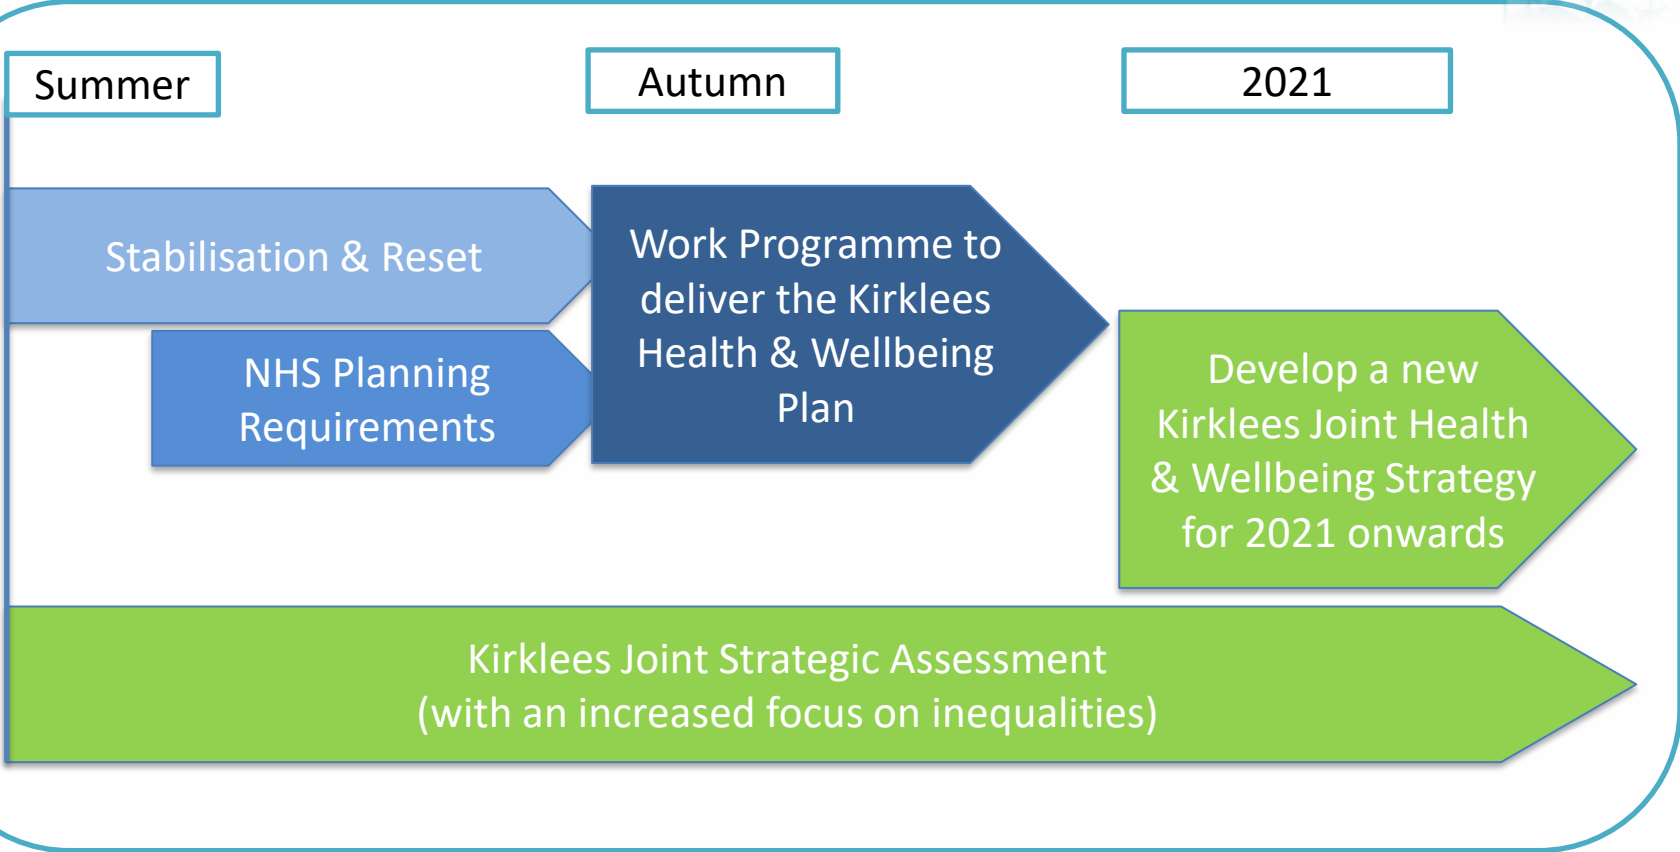 Summer
Autumn
2021
Stabilisation & Reset
NHS Planning
Requirements
Work Programme to
deliver the Kirklees
Health & Wellbeing
Plan
Develop a new
Kirklees Joint Health
& Wellbeing Strategy
for 2021 onwards
Kirklees Joint Strategic Assessment
(with an increased focus on inequalities)